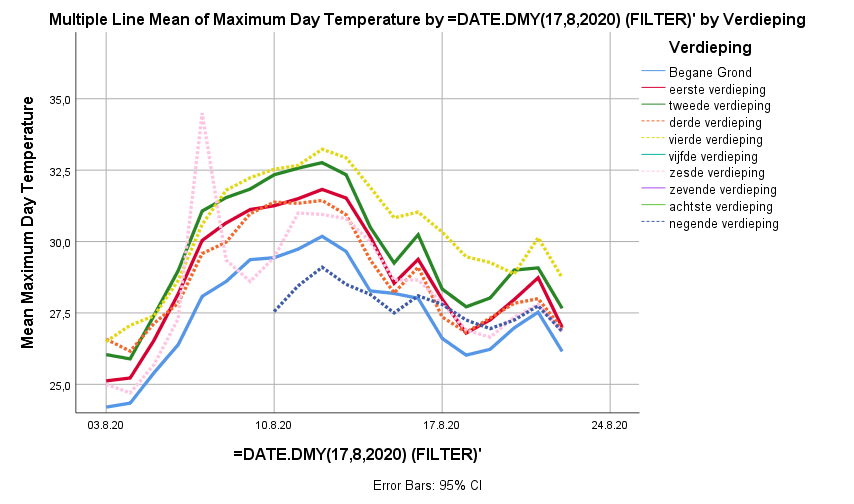 Multiple Line Mean of Maximum Day Temperature by =DATE.DMY(17,8,2020) (FILTER)' by Verdieping
Verdieping
Begane Grond
eerste verdieping
tweede verdieping
derde verdieping
vierde verdieping
vijfde verdieping
zesde verdieping
zevende verdieping
achtste verdieping
negende verdieping
Mean Maximum Day Temperature
35,0
32,5
30,0
27,5
25,0
03.8.20
10.8.20
17.8.20
24.8.20
=DATE.DMY(17,8,2020) (FILTER)'
Error Bars: 95% CI